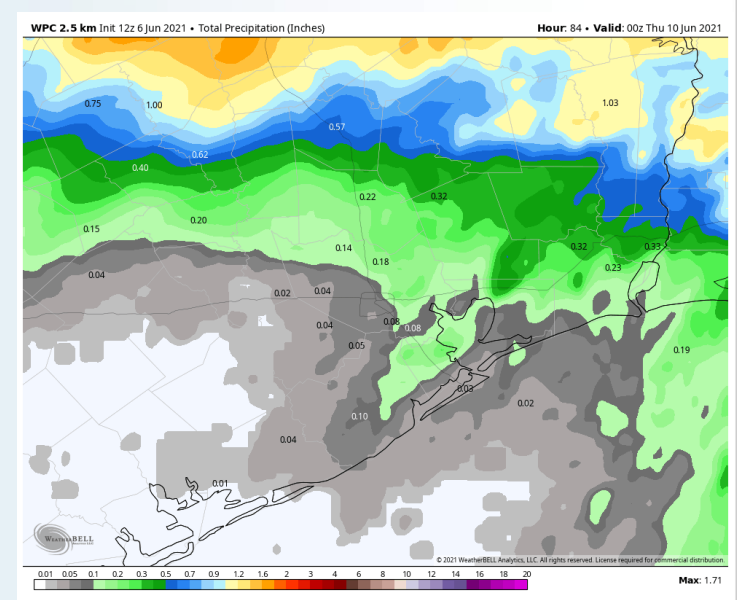 WPC 2.5 km Init 12z 6 Jun 2021 • Total Precipitation (Inches) Hour: 84 • Valid: 00z Thu 10 Jun 2021
0.75 1.00 1.03
0.57
0.62
0.40
0.22 0.32
0.20
0.15
0.14 0.32 0.33
0.18 0.23
0.04
0.02 0.04
0.04 0.08 0.08
0.05 0.19
0.03
0.02
0.10
0.04
0.01
WeatherBELL
© 2021 WeatherBELL Analytics, LLC. All rights reserved. License required for commercial distribution.
0.01 0.05 0.1 0.2 0.3 0.5 0.7 0.9 1.2 1.6 2 3 4 6 8 10 12 14 16 18 20
Max: 1.71